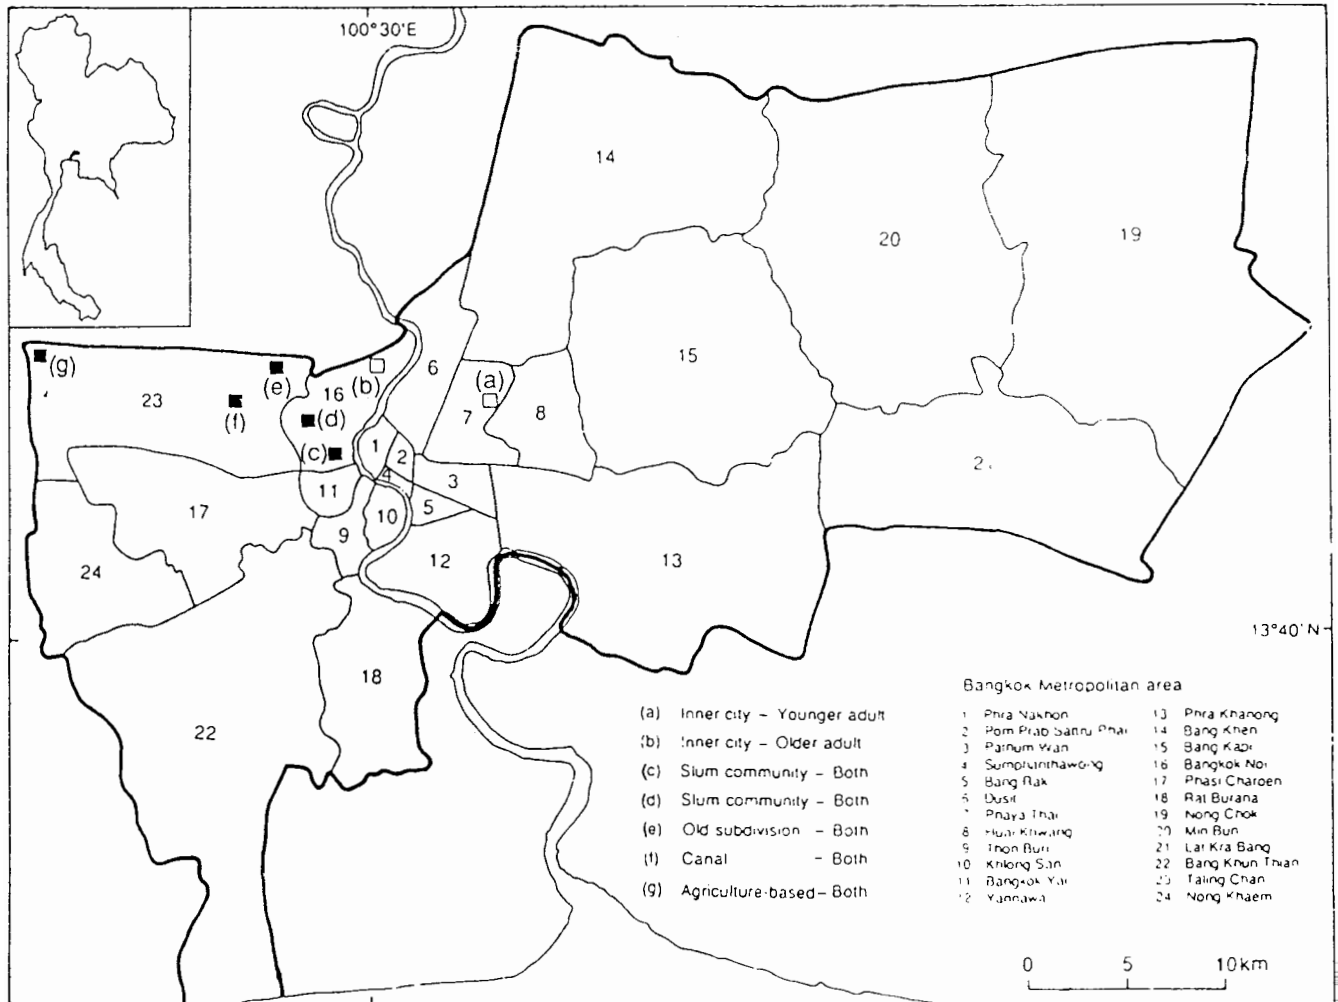 100°30'E
14
20
19
15
6
(g)
(e)
(b)
(a)
23
16
(f)
(d)
7
8
(c)
1
2
4
3
11
5
17
10
9
12
13
24
18
22
13°40'N
Bangkok Metropolitan area
(a) Inner city – Younger adult
(b) Inner city – Older adult
(c) Slum community – Both
(d) Slum community – Both
(e) Old subdivision – Both
(f) Canal – Both
(g) Agriculture-based – Both
1 Phra Nakhon
2 Pom Prab Sattru Phai
3 Pathum Wan
4 Sumphanthawong
5 Bang Rak
6 Dusit
7 Phaya Thai
8 Huai Khwang
9 Thon Buri
10 Khlong San
11 Bangkok Yai
12 Yannawa
13 Phra Khanong
14 Bang Khen
15 Bang Kapi
16 Bangkok Noi
17 Phasi Charoen
18 Rat Burana
19 Nong Chok
20 Min Buri
21 Lat Kra Bang
22 Bang Khun Thian
23 Taling Chan
24 Nong Khaem
0 5 10km